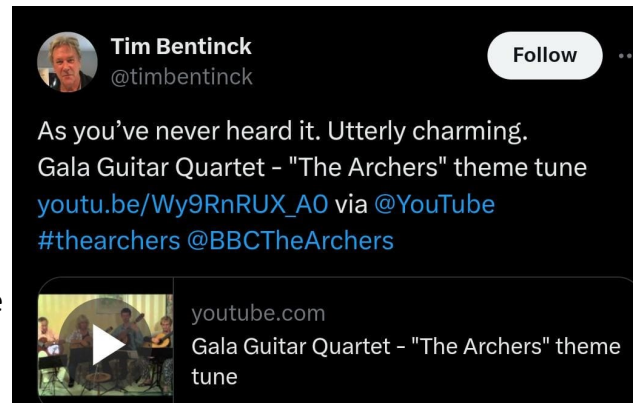 Tim Bentinck
@timbentinck
Follow
As you’ve never heard it. Utterly charming.
Gala Guitar Quartet - "The Archers" theme tune
youtu.be/Wy9RnRUX_A0 via @YouTube
#thearchers @BBCTheArchers
e
youtube.com
Gala Guitar Quartet - "The Archers" theme
tune